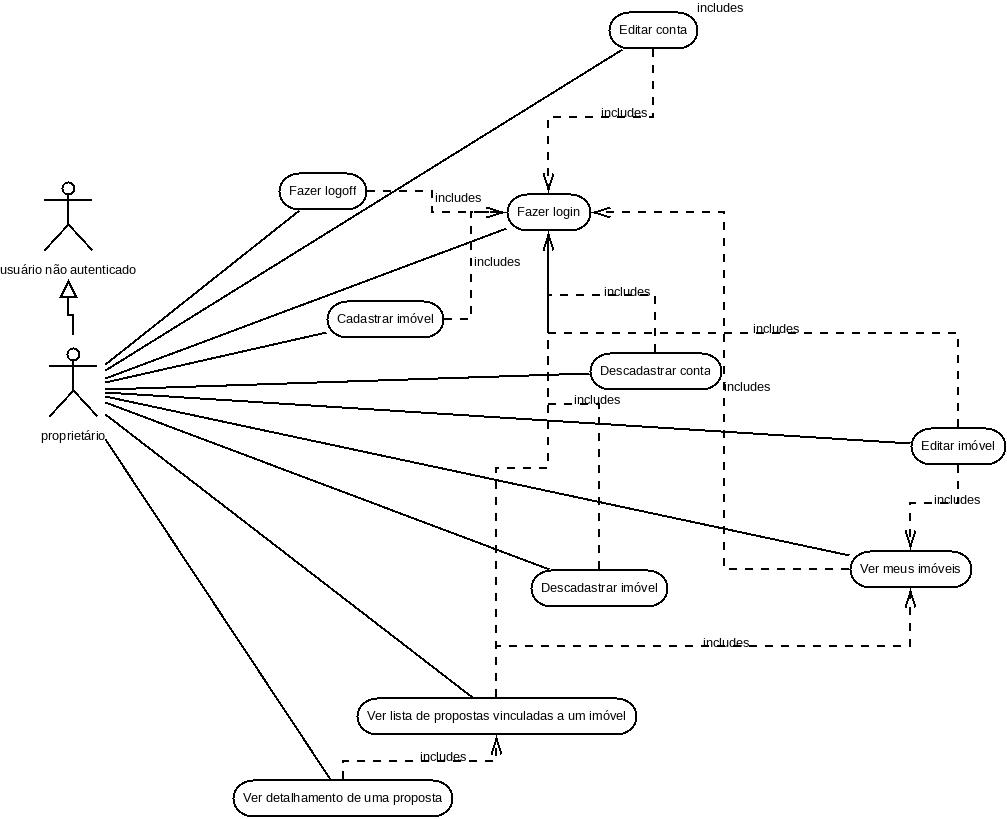 includes
Editar conta
includes
Fazer logoff
includes
Fazer login
includes
usuário não autenticado
includes
Cadastrar imóvel
includes
Descadastrar conta
includes
includes
proprietário
Editar imóvel
includes
Ver meus imóveis
Descadastrar imóvel
includes
Ver lista de propostas vinculadas a um imóvel
includes
Ver detalhamento de uma proposta